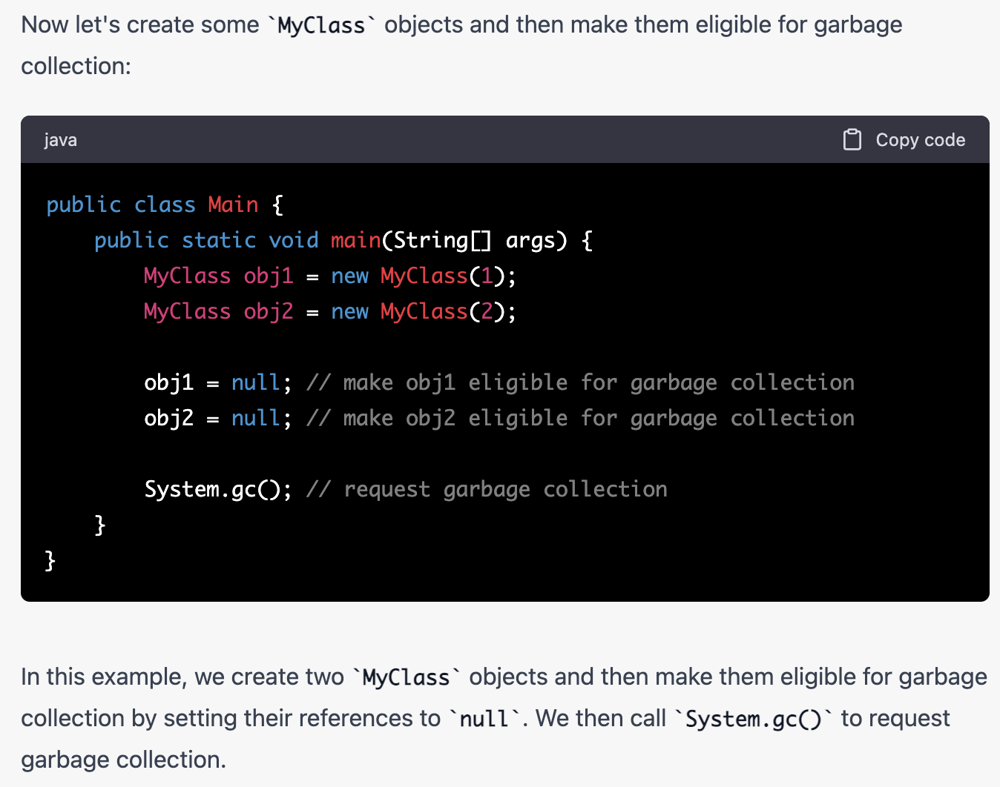 Now let's create some `MyClass` objects and then make them eligible for garbage
collection:
java
Copy code
public class Main {
    public static void main(String[] args) {
        MyClass obj1 = new MyClass(1);
        MyClass obj2 = new MyClass(2);
        obj1 = null; // make obj1 eligible for garbage collection
        obj2 = null; // make obj2 eligible for garbage collection
        System.gc(); // request garbage collection
    }
}
In this example, we create two `MyClass` objects and then make them eligible for garbage
collection by setting their references to `null`. We then call `System.gc()` to request
garbage collection.